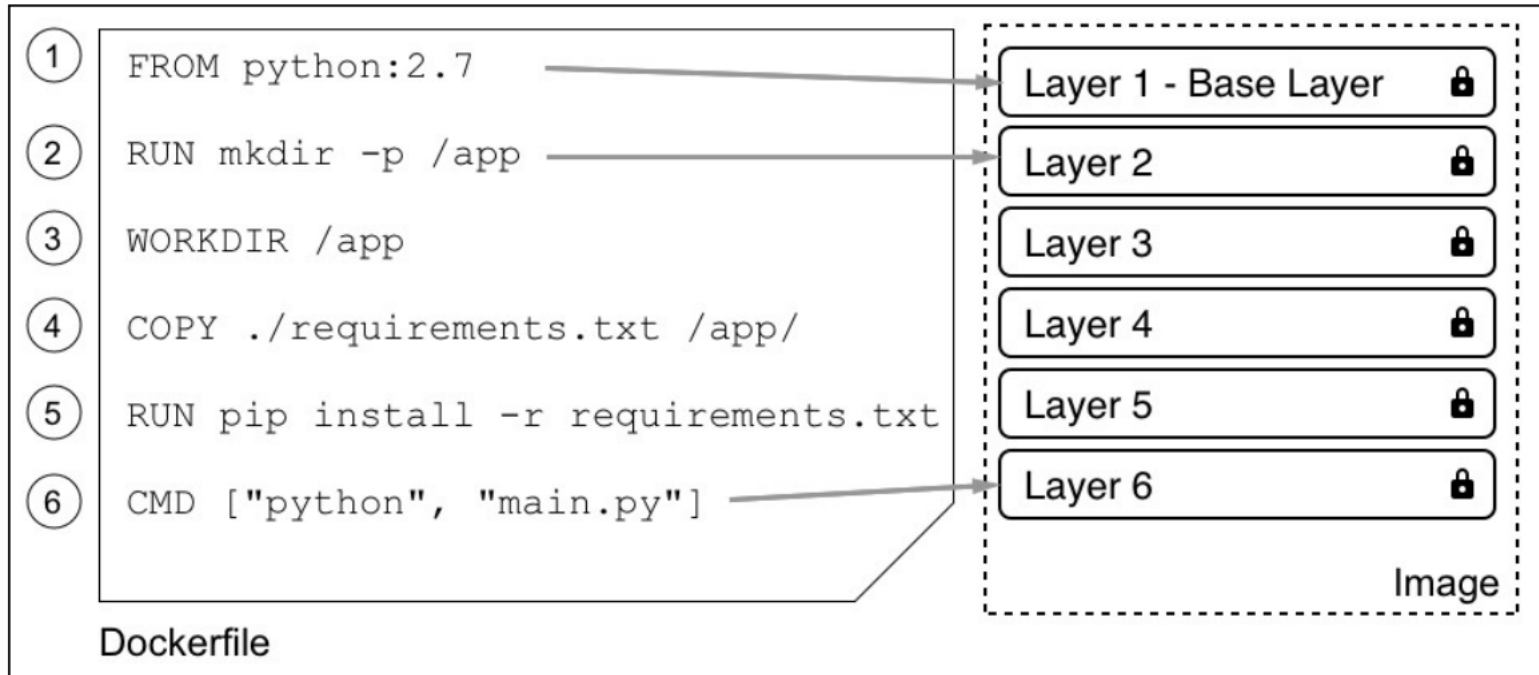 1 FROM python:2.7
2 RUN mkdir -p /app
3 WORKDIR /app
4 COPY ./requirements.txt /app/
5 RUN pip install -r requirements.txt
6 CMD ["python", "main.py"]
Dockerfile
Layer 1 - Base Layer
Layer 2
Layer 3
Layer 4
Layer 5
Layer 6
Image